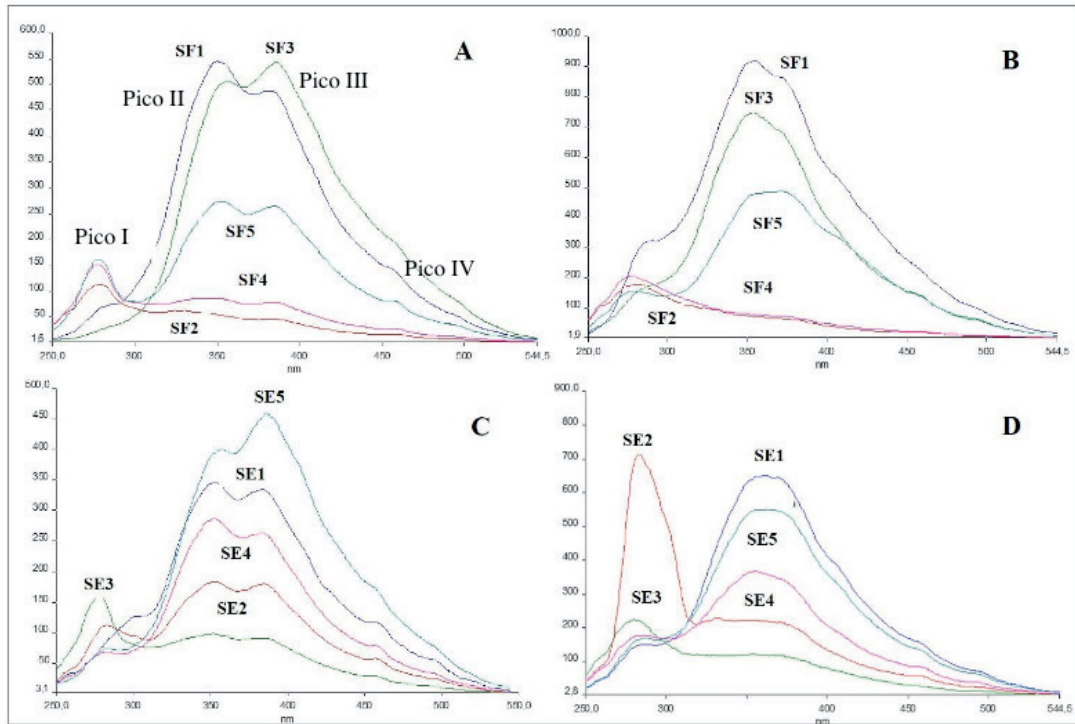 600,0
550
500
450
400
350
300
250
200
150
100
50
1,6
250,0
300
350
400
450
500
544,5
nm
A
SF1
SF3
Pico II
Pico III
Pico I
SF5
Pico IV
SF4
SF2
1000,0
900
800
700
600
500
400
300
200
100
1,9
250,0
300
350
400
450
500
544,5
nm
B
SF1
SF3
SF5
SF4
SF2
500,0
450
400
350
300
250
200
150
100
50
3,1
250,0
300
350
400
450
500
550,0
nm
C
SE5
SE1
SE4
SE3
SE2
900,0
800
700
600
500
400
300
200
100
2,8
250,0
300
350
400
450
500
544,5
nm
D
SE2
SE1
SE5
SE3
SE4